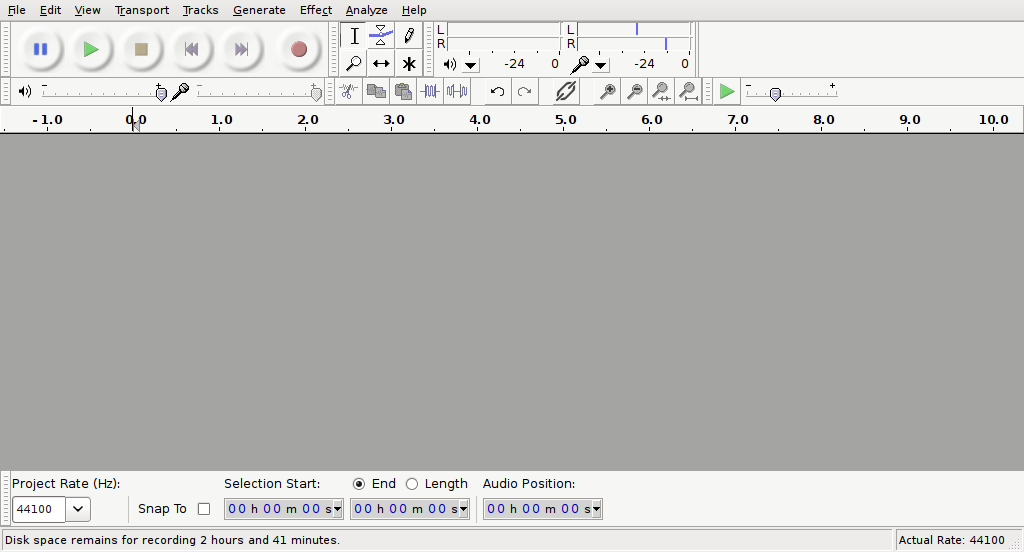 File Edit View Transport Tracks Generate Effect Analyze Help
L L
R R
-24 0 -24 0
- + - +
- +
- 1.0 0.0 1.0 2.0 3.0 4.0 5.0 6.0 7.0 8.0 9.0 10.0
Project Rate (Hz): Selection Start: End Length Audio Position:
44100 Snap To 00 h 00 m 00 s 00 h 00 m 00 s 00 h 00 m 00 s
Disk space remains for recording 2 hours and 41 minutes. Actual Rate: 44100